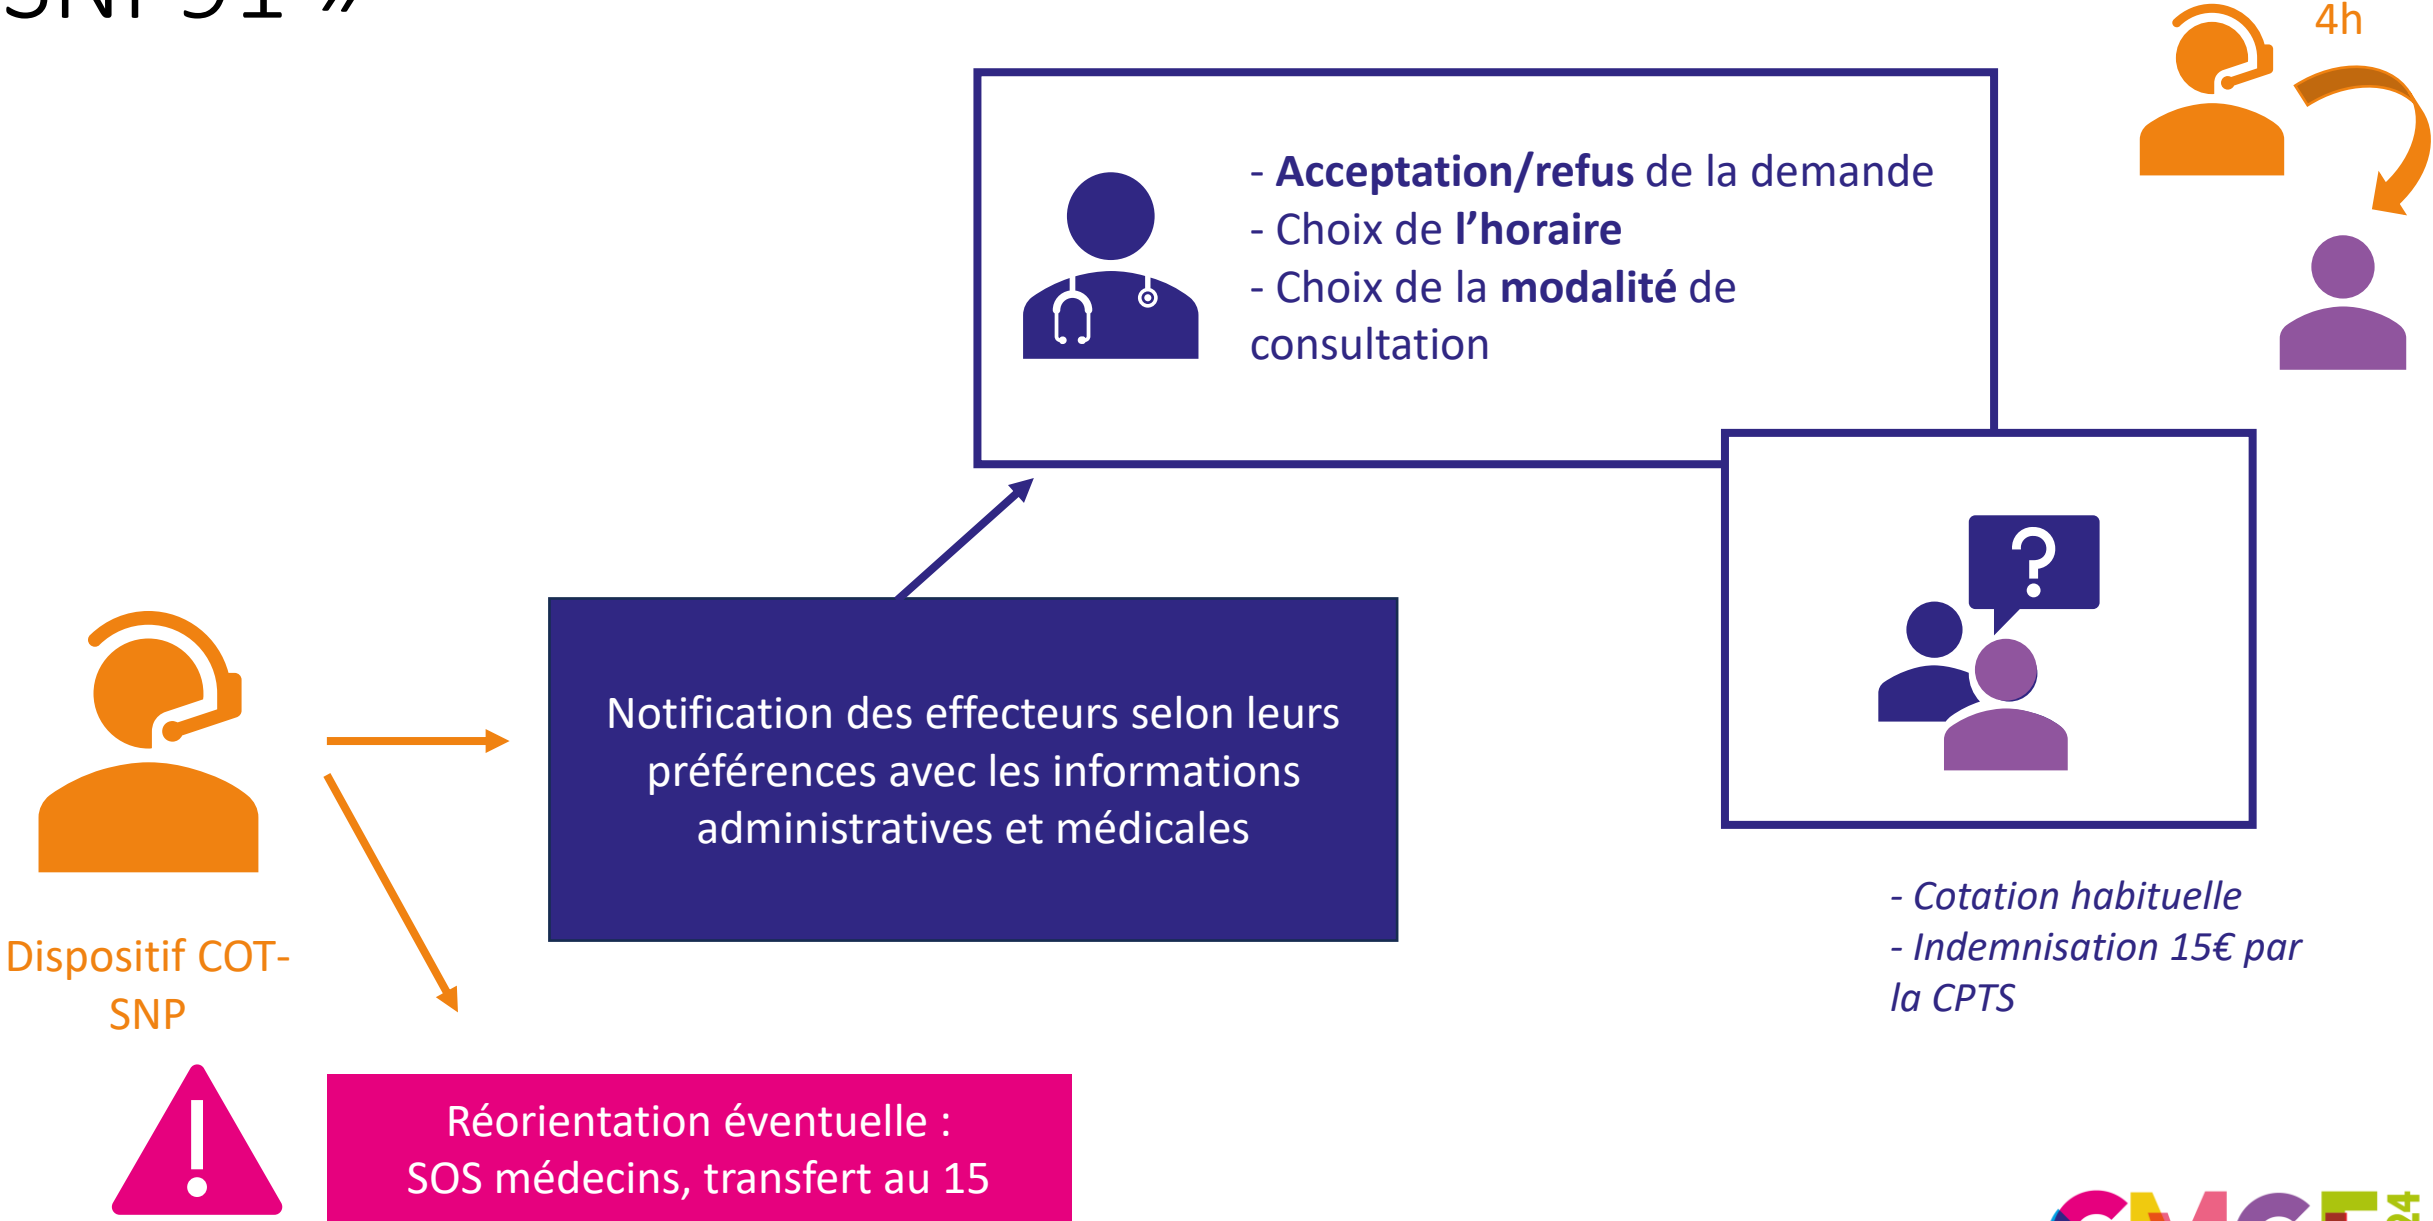 SNP91 »
4h
- Acceptation/refus de la demande
- Choix de l’horaire
- Choix de la modalité de
consultation
Notification des effecteurs selon leurs
préférences avec les informations
administratives et médicales
Dispositif COT-
SNP
- Cotation habituelle
- Indemnisation 15€ par
la CPTS
Réorientation éventuelle :
SOS médecins, transfert au 15
24